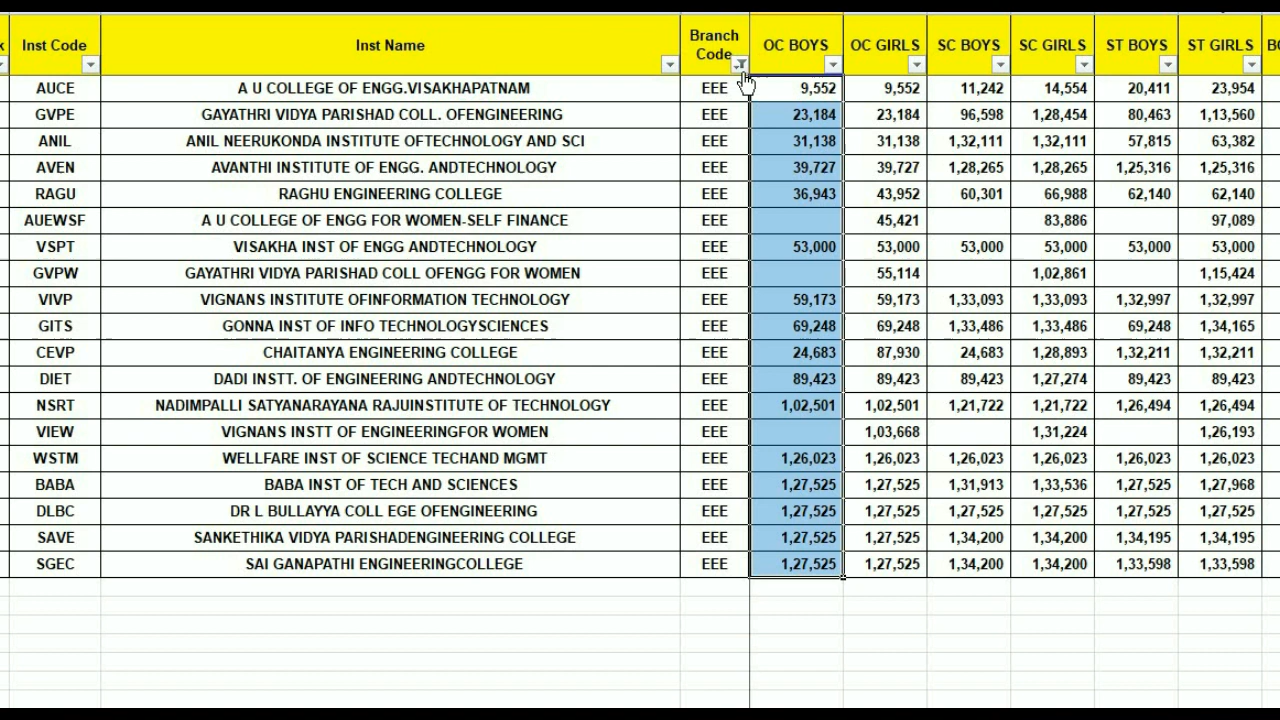 k Inst Code Inst Name Branch Code OC BOYS OC GIRLS SC BOYS SC GIRLS ST BOYS ST GIRLS BO
AUCE A U COLLEGE OF ENGG.VISAKHAPATNAM EEE 9,552 9,552 11,242 14,554 20,411 23,954
GVPE GAYATHRI VIDYA PARISHAD COLL. OFENGINEERING EEE 23,184 23,184 96,598 1,28,454 80,463 1,13,560
ANIL ANIL NEERUKONDA INSTITUTE OFTECHNOLOGY AND SCI EEE 31,138 31,138 1,32,111 1,32,111 57,815 63,382
AVEN AVANTHI INSTITUTE OF ENGG. ANDTECHNOLOGY EEE 39,727 39,727 1,28,265 1,28,265 1,25,316 1,25,316
RAGU RAGHU ENGINEERING COLLEGE EEE 36,943 43,952 60,301 66,988 62,140 62,140
AUEWSF A U COLLEGE OF ENGG FOR WOMEN-SELF FINANCE EEE 45,421 83,886 97,089
VSPT VISAKHA INST OF ENGG ANDTECHNOLOGY EEE 53,000 53,000 53,000 53,000 53,000 53,000
GVPW GAYATHRI VIDYA PARISHAD COLL OFENGG FOR WOMEN EEE 55,114 1,02,861 1,15,424
VIVP VIGNANS INSTITUTE OFINFORMATION TECHNOLOGY EEE 59,173 59,173 1,33,093 1,33,093 1,32,997 1,32,997
GITS GONNA INST OF INFO TECHNOLOGYSCIENCES EEE 69,248 69,248 1,33,486 1,33,486 69,248 1,34,165
CEVP CHAITANYA ENGINEERING COLLEGE EEE 24,683 87,930 24,683 1,28,893 1,32,211 1,32,211
DIET DADI INSTT. OF ENGINEERING ANDTECHNOLOGY EEE 89,423 89,423 89,423 1,27,274 89,423 89,423
NSRT NADIMPALLI SATYANARAYANA RAJUINSTITUTE OF TECHNOLOGY EEE 1,02,501 1,02,501 1,21,722 1,21,722 1,26,494 1,26,494
VIEW VIGNANS INSTT OF ENGINEERINGFOR WOMEN EEE 1,03,668 1,31,224 1,26,193
WSTM WELLFARE INST OF SCIENCE TECHAND MGMT EEE 1,26,023 1,26,023 1,26,023 1,26,023 1,26,023 1,26,023
BABA BABA INST OF TECH AND SCIENCES EEE 1,27,525 1,27,525 1,31,913 1,33,536 1,27,525 1,27,968
DLBC DR L BULLAYYA COLL EGE OFENGINEERING EEE 1,27,525 1,27,525 1,27,525 1,27,525 1,27,525 1,27,525
SAVE SANKETHIKA VIDYA PARISHADENGINEERING COLLEGE EEE 1,27,525 1,27,525 1,34,200 1,34,200 1,34,195 1,34,195
SGEC SAI GANAPATHI ENGINEERINGCOLLEGE EEE 1,27,525 1,27,525 1,34,200 1,34,200 1,33,598 1,33,598